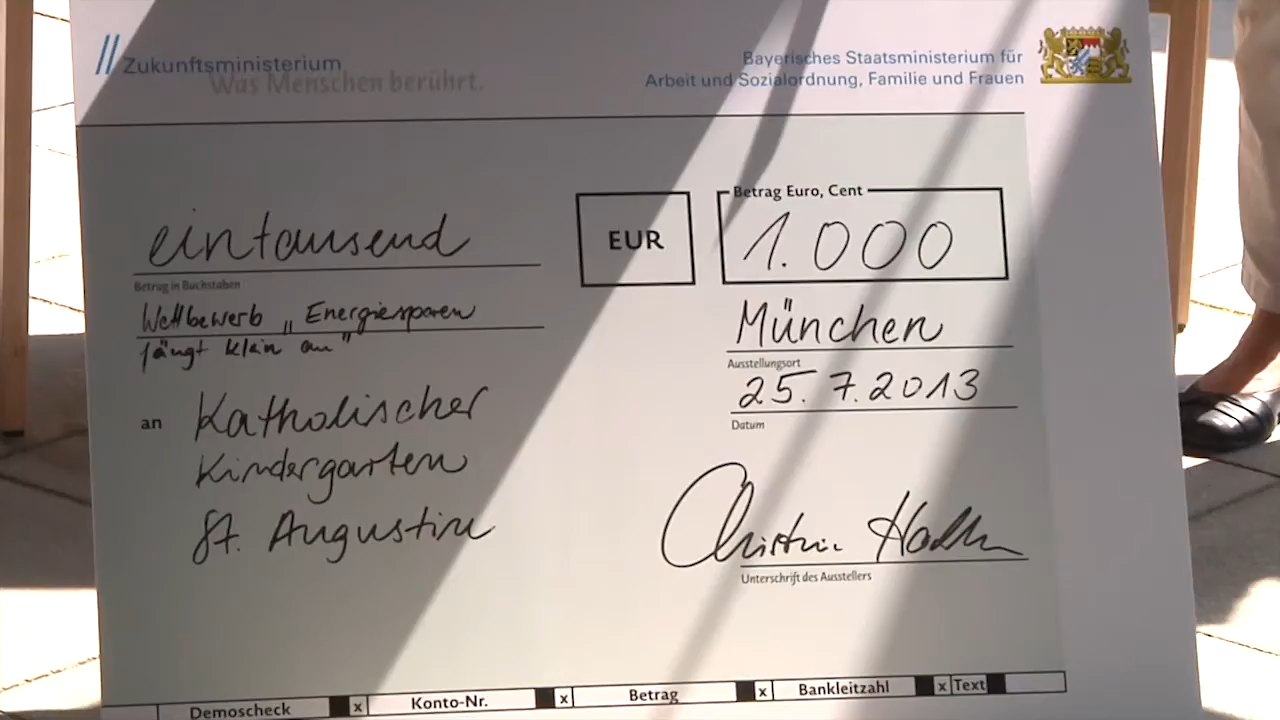 Zukunftsministerium
Was Menschen berührt.
Bayerisches Staatsministerium für
Arbeit und Sozialordnung, Familie und Frauen
eintausend
Betrag in Buchstaben
EUR
Betrag Euro, Cent
1.000
Wettbewerb „Energiesparen
fängt klein an"
München
Ausstellungsort
25.7.2013
Datum
an Katholischer
Kindergarten
St. Augustin
Christine Hadh
Unterschrift des Ausstellers
Demoscheck x Konto-Nr. x Betrag x Bankleitzahl x Text